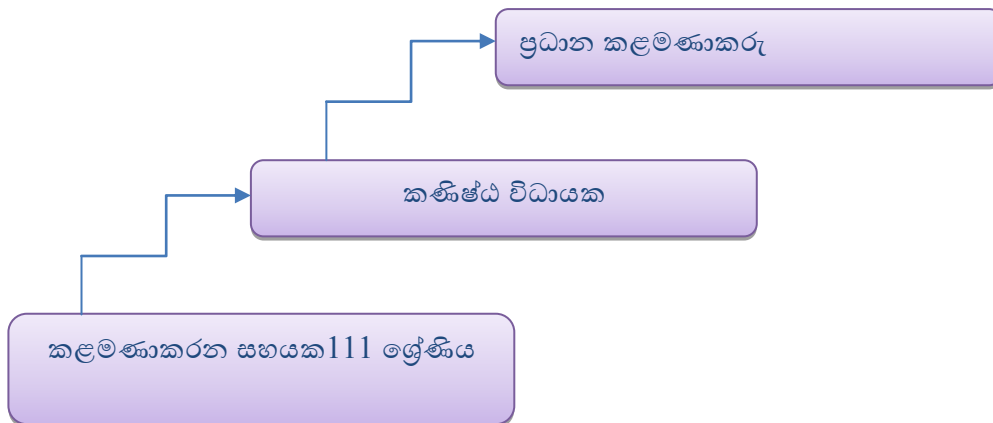 ප්‍රධාන කළමණාකරු
කණිෂ්ඨ විධායක
කළමණාකරන සහයක111 ශ්‍රේණිය